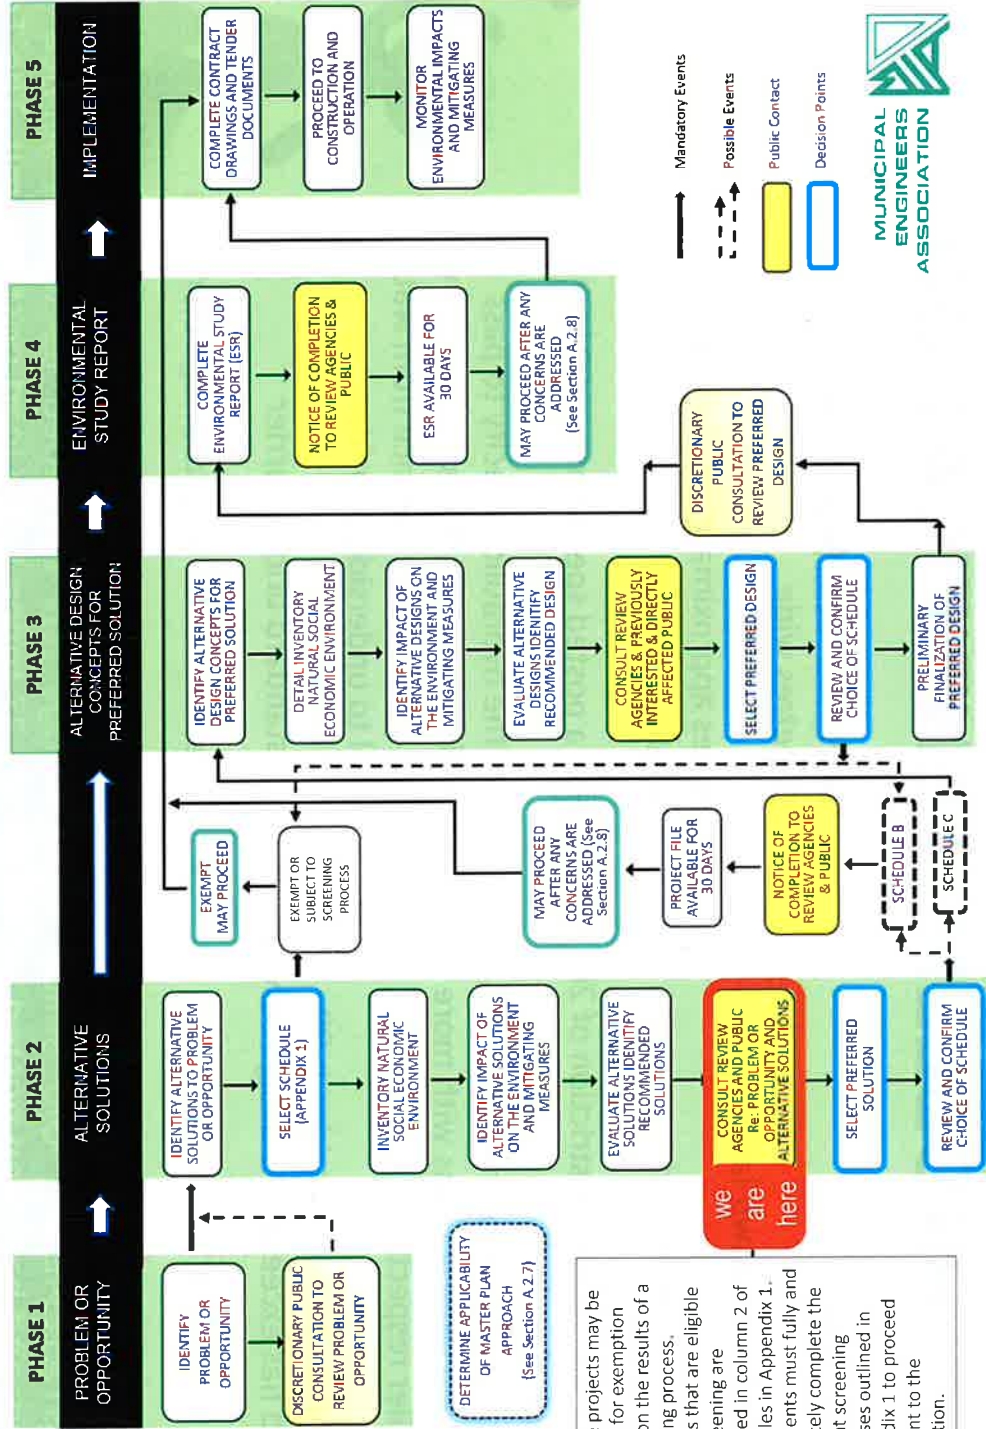 PHASE 1
PROBLEM OR
OPPORTUNITY
IDENTIFY
PROBLEM OR
OPPORTUNITY
DISCRETIONARY PUBLIC
CONSULTATION TO
REVIEW PROBLEM OR
OPPORTUNITY
DETERMINE APPLICABILITY
OF MASTER PLAN
APPROACH
(See Section A.2.7)
projects may be
for exemption
on the results of a
ng process.
s that are eligible
eening are
ed in column 2 of
les in Appendix 1.
ents must fully and
tely complete the
nt screening
ses outlined in
dix 1 to proceed
nt to the
tion.
PHASE 2
ALTERNATIVE
SOLUTIONS
IDENTIFY ALTERNATIVE
SOLUTIONS TO PROBLEM
OR OPPORTUNITY
SELECT SCHEDULE
(APPENDIX 1)
INVENTORY NATURAL
SOCIAL ECONOMIC
ENVIRONMENT
IDENTIFY IMPACT OF
ALTERNATIVE SOLUTIONS
ON THE ENVIRONMENT
AND MITIGATING
MEASURES
EVALUATE ALTERNATIVE
SOLUTIONS IDENITIFY
RECOMMENDED
SOLUTIONS
we
are
here
CONSULT REVIEW
AGENCIES AND PUBLIC
Re: PROBLEM OR
OPPORTUNITY AND
ALTERNATIVE SOLUTIONS
SELECT PREFERRED
SOLUTION
REVIEW AND CONFIRM
CHOICE OF SCHEDULE
EXEMPT
MAY PROCEED
EXEMPT OR
SUBJECT TO
SCREENING
PROCESS
MAY PROCEED
AFTER ANY
CONCERNS ARE
ADDRESSED (See
Section A.2.8)
PROJECT FILE
AVAILABLE FOR
30 DAYS
NOTICE OF
COMPLETION TO
REVIEW AGENCIES
& PUBLIC
SCHEDULE B
SCHEDULE C
PHASE 3
ALTERNATIVE DESIGN
CONCEPTS FOR
PREFERRED SOLUTION
IDENTIFY ALTERNATIVE
DESIGN CONCEPTS FOR
PREFERRED SOLUTION
DETAIL INVENTORY
NATURAL SOCIAL
ECONOMIC ENVIRONMENT
IDENTIFY IMPACT OF
ALTERNATIVE DESIGNS ON
THE ENVIRONMENT AND
MITIGATING MEASURES
EVALUATE ALTERNATIVE
DESIGNS IDENITIFY
RECOMMENDED DESIGN
CONSULT REVIEW
AGENCIES & PREVIOUSLY
INTERESTED & DIRECTLY
AFFECTED PUBLIC
SELECT PREFERRED DESIGN
REVIEW AND CONFIRM
CHOICE OF SCHEDULE
PRELIMINARY
FINALIZATION OF
PREFERRED DESIGN
DISCRETIONARY
PUBLIC
CONSULTATION TO
REVIEW PREFERRED
DESIGN
PHASE 4
ENVIRONMENTAL
STUDY REPORT
COMPLETE
ENVIRONMENTAL STUDY
REPORT (ESR)
NOTICE OF COMPLETION
TO REVIEW AGENCIES &
PUBLIC
ESR AVAILABLE FOR
30 DAYS
MAY PROCEED AFTER ANY
CONCERNS ARE
ADDRESSED
(See Section A.2.8)
PHASE 5
IMPLEMENTATION
COMPLETE CONTRACT
DRAWINGS AND TENDER
DOCUMENTS
PROCEED TO
CONSTRUCTION AND
OPERATION
MONITOR
ENVIRONMENTAL IMPACTS
AND MITIGATING
MEASURES
Mandatory Events
Possible Events
Public Contact
Decision Points
MUNICIPAL
ENGINEERS
ASSOCIATION